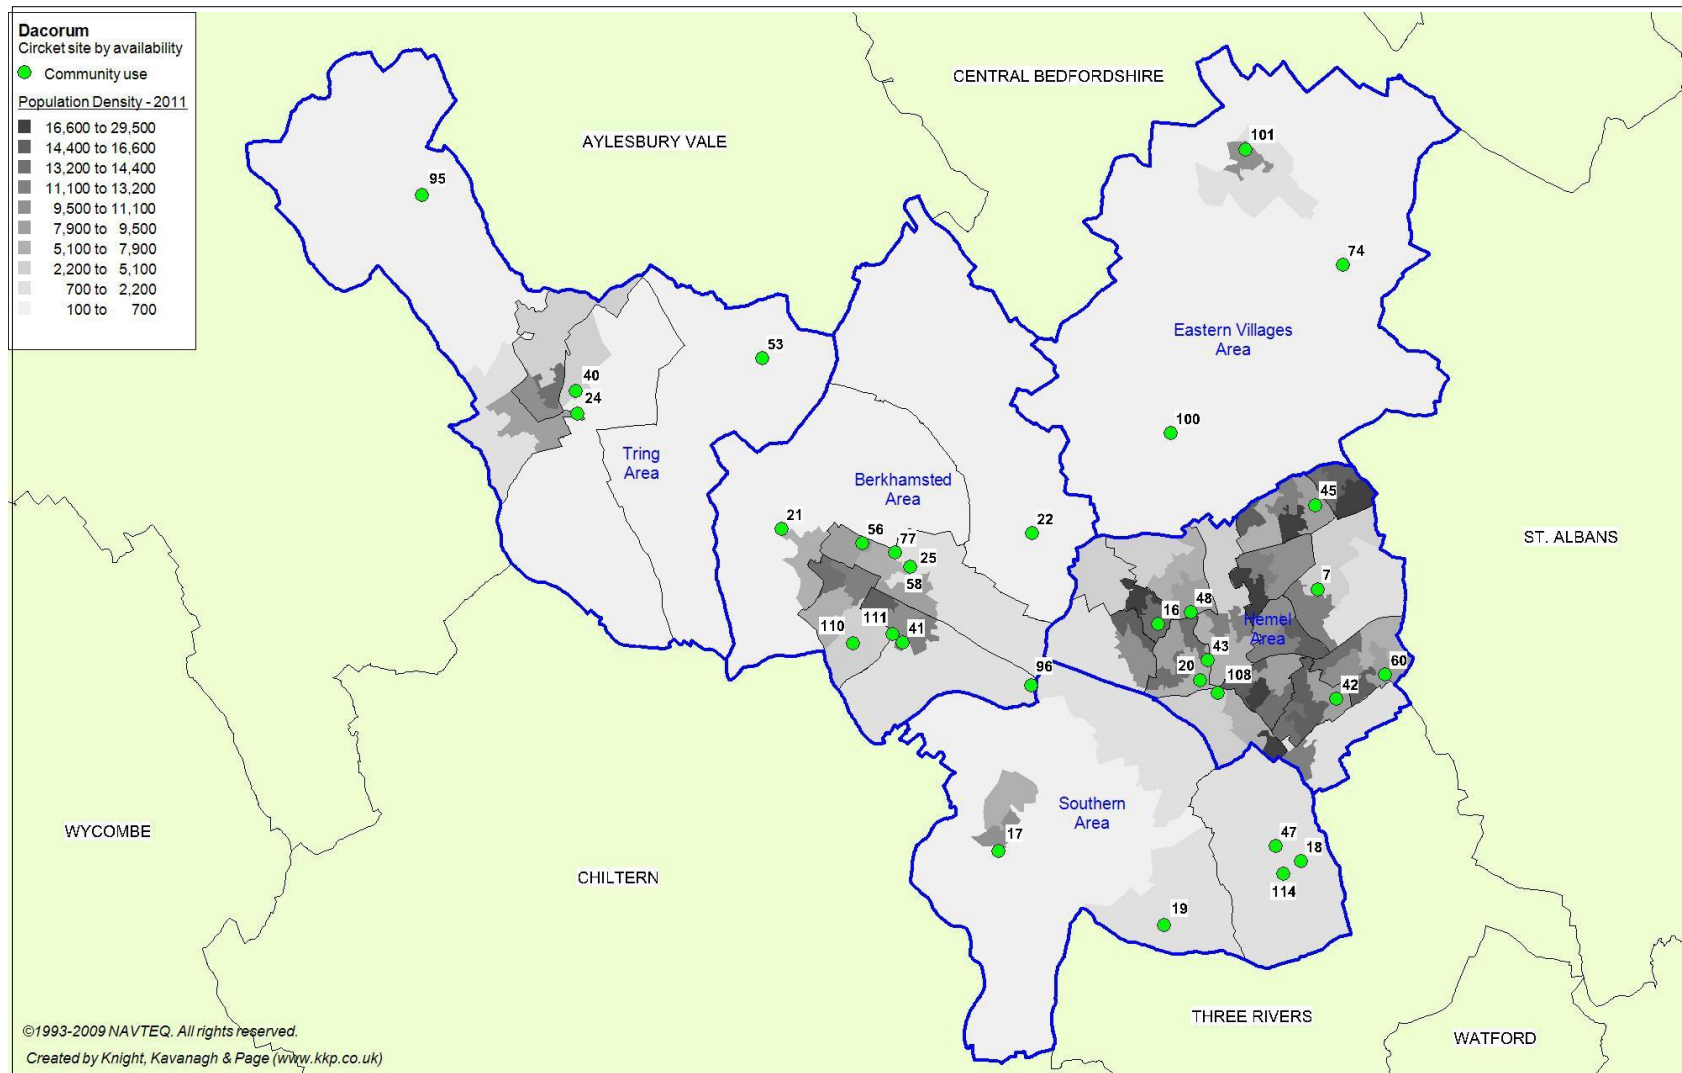 Dacorum
Circket site by availability
Community use
Population Density - 2011
16,600 to 29,500
14,400 to 16,600
13,200 to 14,400
11,100 to 13,200
9,500 to 11,100
7,900 to 9,500
5,100 to 7,900
2,200 to 5,100
700 to 2,200
100 to 700
CENTRAL BEDFORDSHIRE
AYLESBURY VALE
101
95
74
Eastern Villages
Area
53
40
24
100
Tring
Area
Berkhamsted
Area
45
21
56
22
77
25
ST. ALBANS
58
7
16
48
Hemel
Area
110
111
41
43
20
108
96
60
42
Southern
Area
WYCOMBE
17
47
18
CHILTERN
114
19
THREE RIVERS
WATFORD
©1993-2009 NAVTEQ. All rights reserved.
Created by Knight, Kavanagh & Page (www.kkp.co.uk)